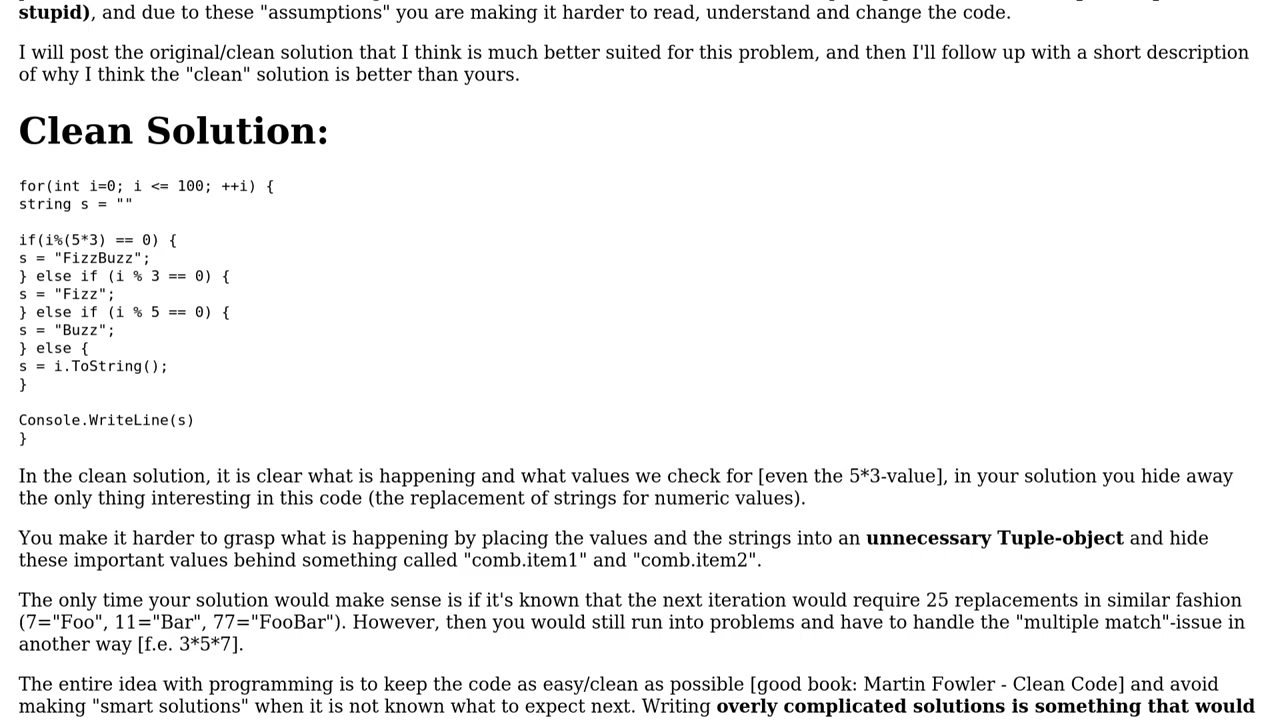 stupid), and due to these "assumptions" you are making it harder to read, understand and change the code.
I will post the original/clean solution that I think is much better suited for this problem, and then I'll follow up with a short description
of why I think the "clean" solution is better than yours.
Clean Solution:
for(int i=0; i <= 100; ++i) {
string s = ""
if(i%(5*3) == 0) {
s = "FizzBuzz";
} else if (i % 3 == 0) {
s = "Fizz";
} else if (i % 5 == 0) {
s = "Buzz";
} else {
s = i.ToString();
}
Console.WriteLine(s)
}
In the clean solution, it is clear what is happening and what values we check for [even the 5*3-value], in your solution you hide away
the only thing interesting in this code (the replacement of strings for numeric values).
You make it harder to grasp what is happening by placing the values and the strings into an unnecessary Tuple-object and hide
these important values behind something called "comb.item1" and "comb.item2".
The only time your solution would make sense is if it's known that the next iteration would require 25 replacements in similar fashion
(7="Foo", 11="Bar", 77="FooBar"). However, then you would still run into problems and have to handle the "multiple match"-issue in
another way [f.e. 3*5*7].
The entire idea with programming is to keep the code as easy/clean as possible [good book: Martin Fowler - Clean Code] and avoid
making "smart solutions" when it is not known what to expect next. Writing overly complicated solutions is something that would